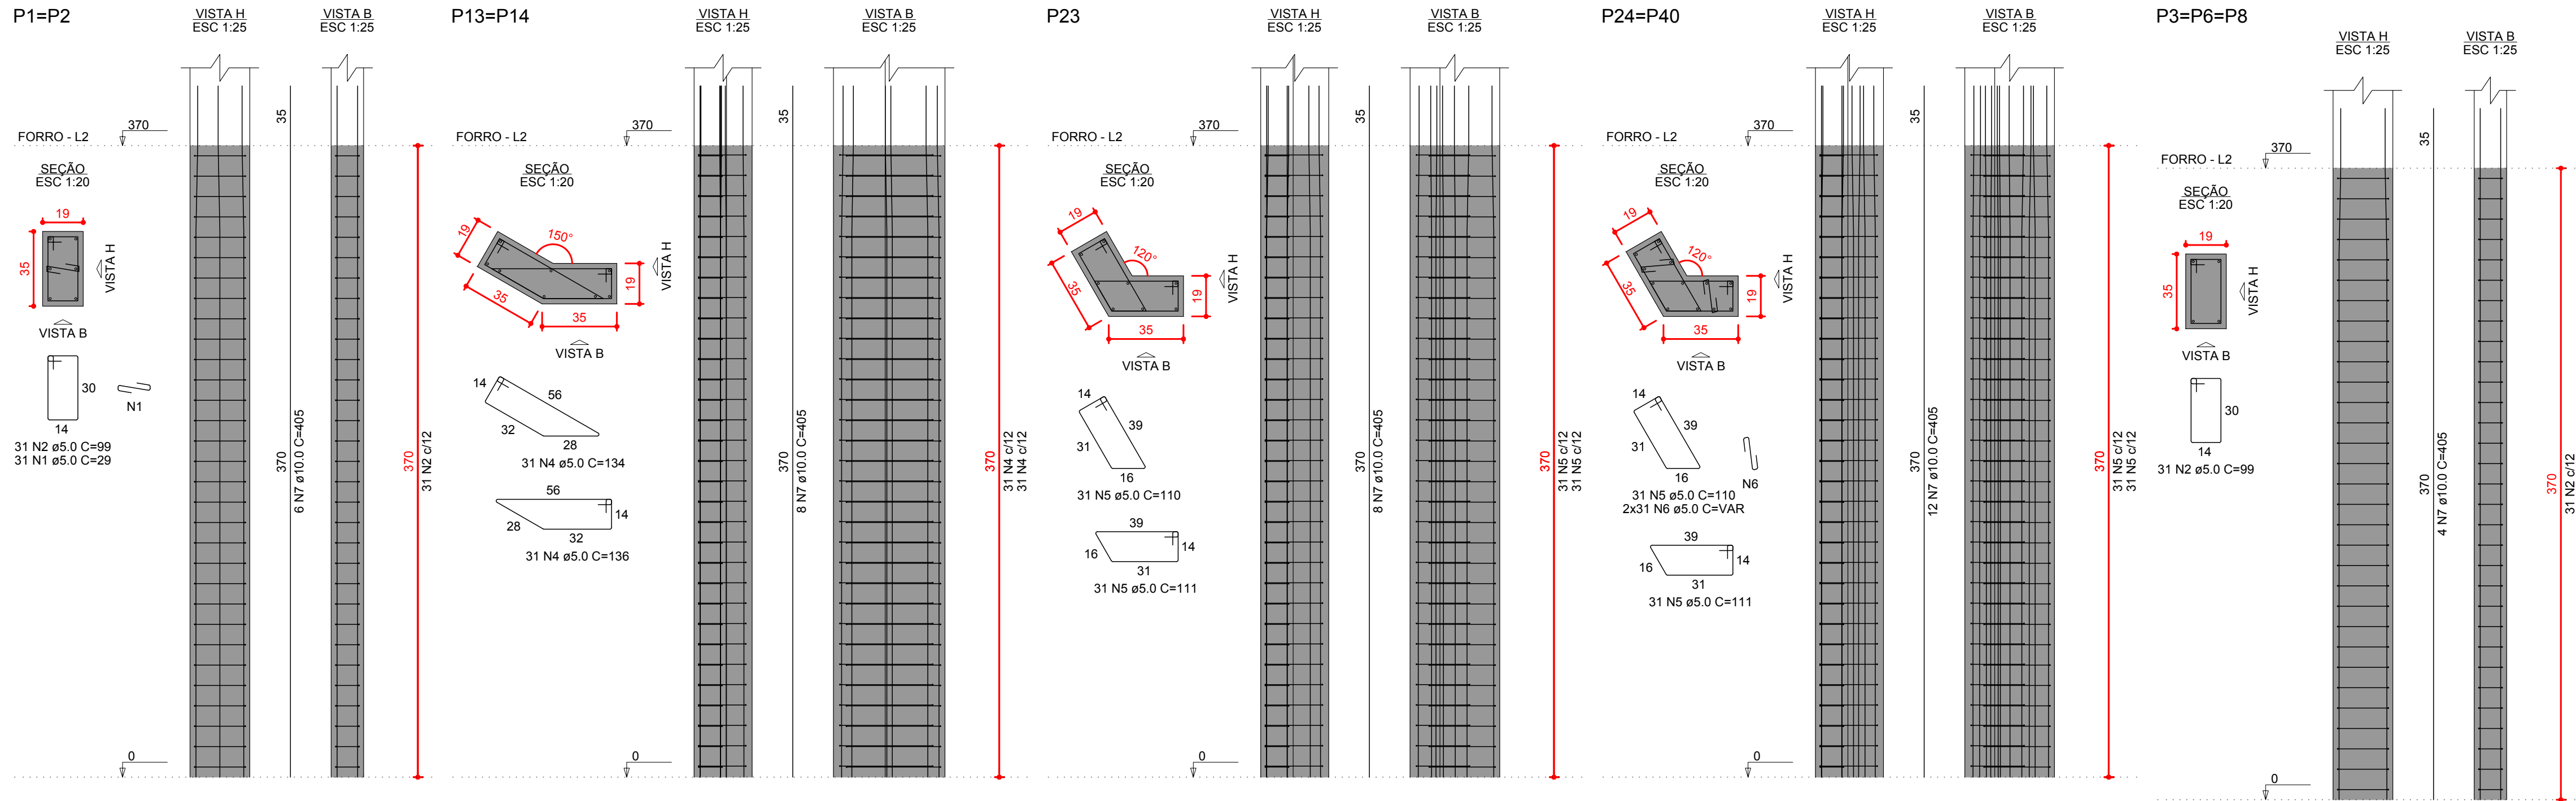 P1=P2
VISTA H
ESC 1:25
VISTA B
ESC 1:25
35
FORRO - L2
370
SEÇÃO
ESC 1:20
19
35
VISTA H
VISTA B
30
14
N1
31 N2 ø5.0 C=99
31 N1 ø5.0 C=29
370
6 N7 ø10.0 C=405
370
31 N2 c/12
0
P13=P14
VISTA H
ESC 1:25
VISTA B
ESC 1:25
35
FORRO - L2
370
SEÇÃO
ESC 1:20
19
150°
35
35
19
VISTA H
VISTA B
14
56
32
28
31 N4 ø5.0 C=134
56
14
28
32
31 N4 ø5.0 C=136
370
8 N7 ø10.0 C=405
370
31 N4 c/12
31 N4 c/12
0
P23
VISTA H
ESC 1:25
VISTA B
ESC 1:25
35
FORRO - L2
370
SEÇÃO
ESC 1:20
19
120°
35
35
19
VISTA H
VISTA B
14
39
31
16
31 N5 ø5.0 C=110
39
14
16
31
31 N5 ø5.0 C=111
370
8 N7 ø10.0 C=405
370
31 N5 c/12
31 N5 c/12
0
P24=P40
VISTA H
ESC 1:25
VISTA B
ESC 1:25
35
FORRO - L2
370
SEÇÃO
ESC 1:20
19
120°
35
35
19
VISTA H
VISTA B
14
39
31
16
N6
31 N5 ø5.0 C=110
2x31 N6 ø5.0 C=VAR
39
14
16
31
31 N5 ø5.0 C=111
370
12 N7 ø10.0 C=405
370
31 N5 c/12
31 N5 c/12
0
P3=P6=P8
VISTA H
ESC 1:25
VISTA B
ESC 1:25
35
FORRO - L2
370
SEÇÃO
ESC 1:20
19
35
VISTA H
VISTA B
30
14
31 N2 ø5.0 C=99
370
4 N7 ø10.0 C=405
370
31 N2 c/12
0